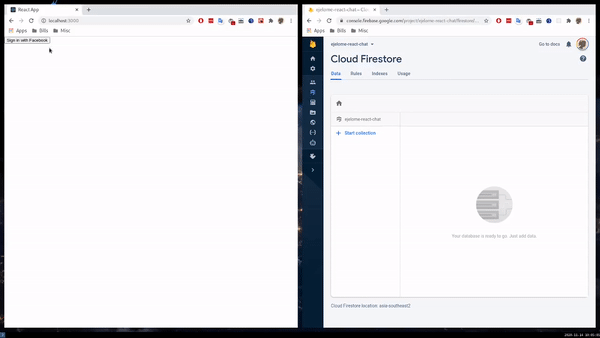 React App
localhost:3000
Apps Bills Misc
Sign in with Facebook
ejelome-react-chat – Clo
console.firebase.google.com/project/ejelome-react-chat/firestore/
Apps Bills Misc
ejelome-react-chat
Go to docs
Cloud Firestore
Data Rules Indexes Usage
ejelome-react-chat
Start collection
Your database is ready to go. Just add data.
Cloud Firestore location: asia-southeast2